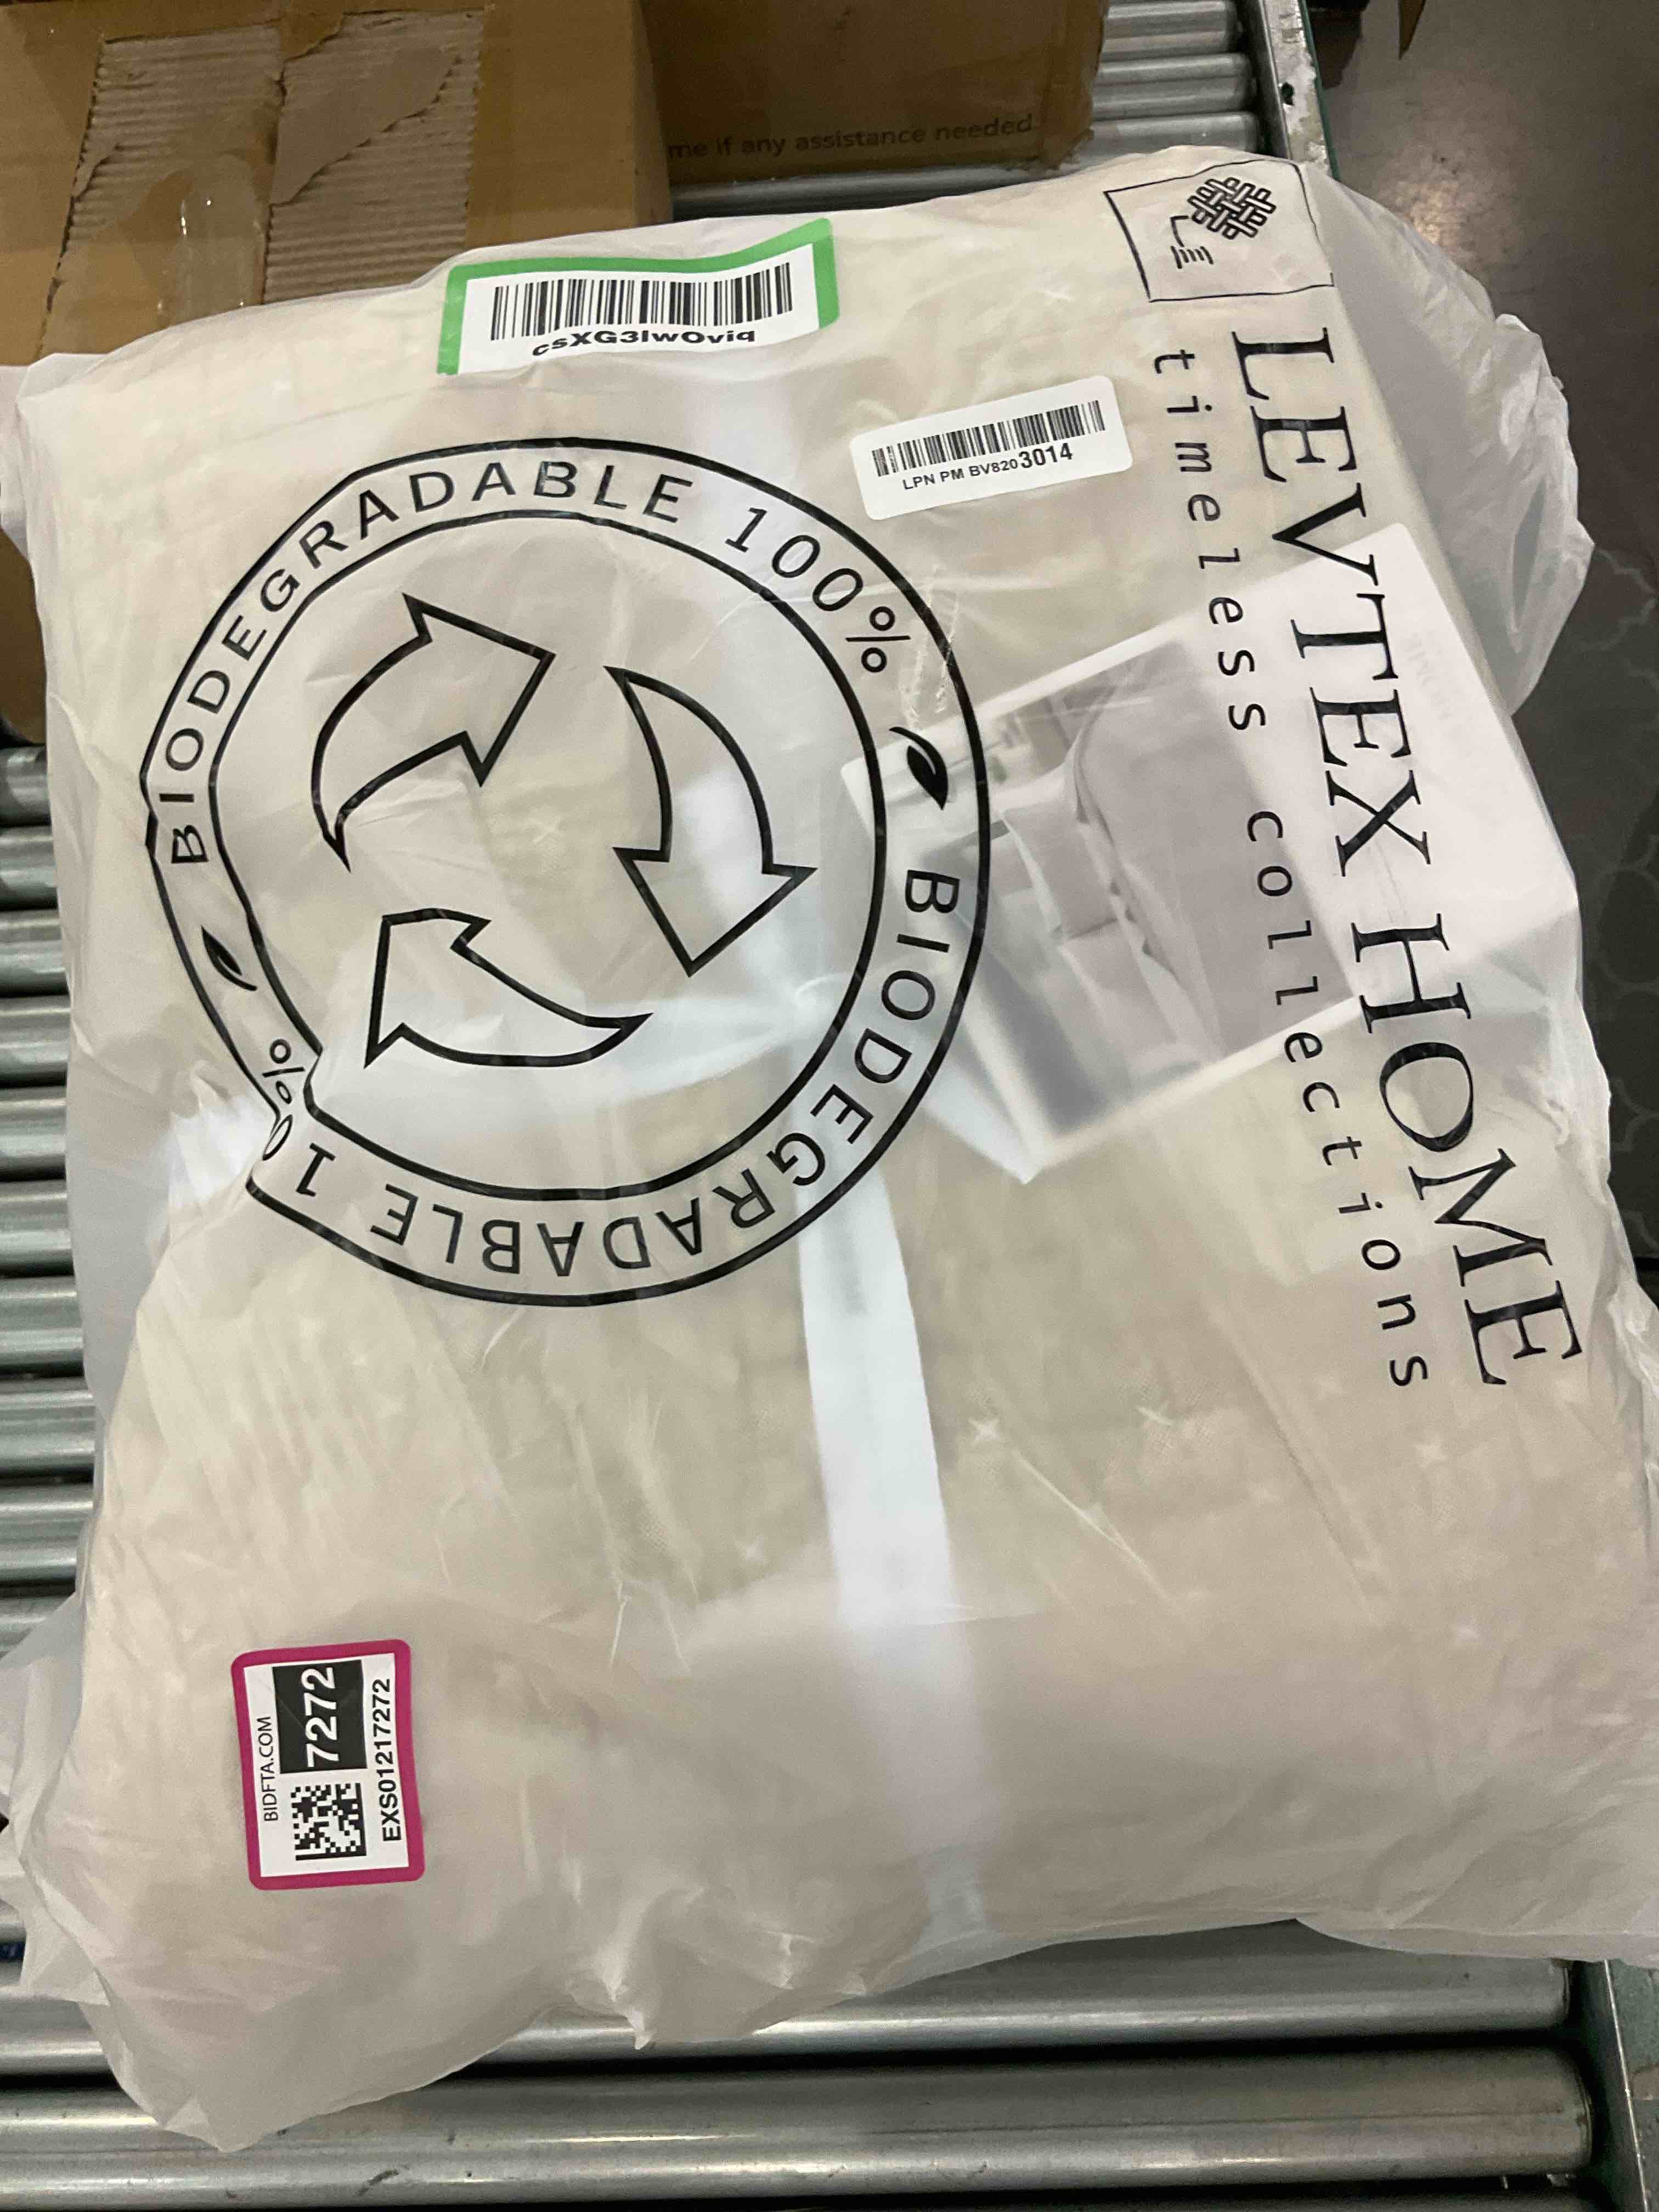 me if any assistance needed
csXG3IwOviq
LPN PM BV8203014
LEVTEX HOME
timeless collections
BIODEGRADABLE 100%
BIODEGRADABLE 1 %
BIDFTA.COM
7272
EXS01217272